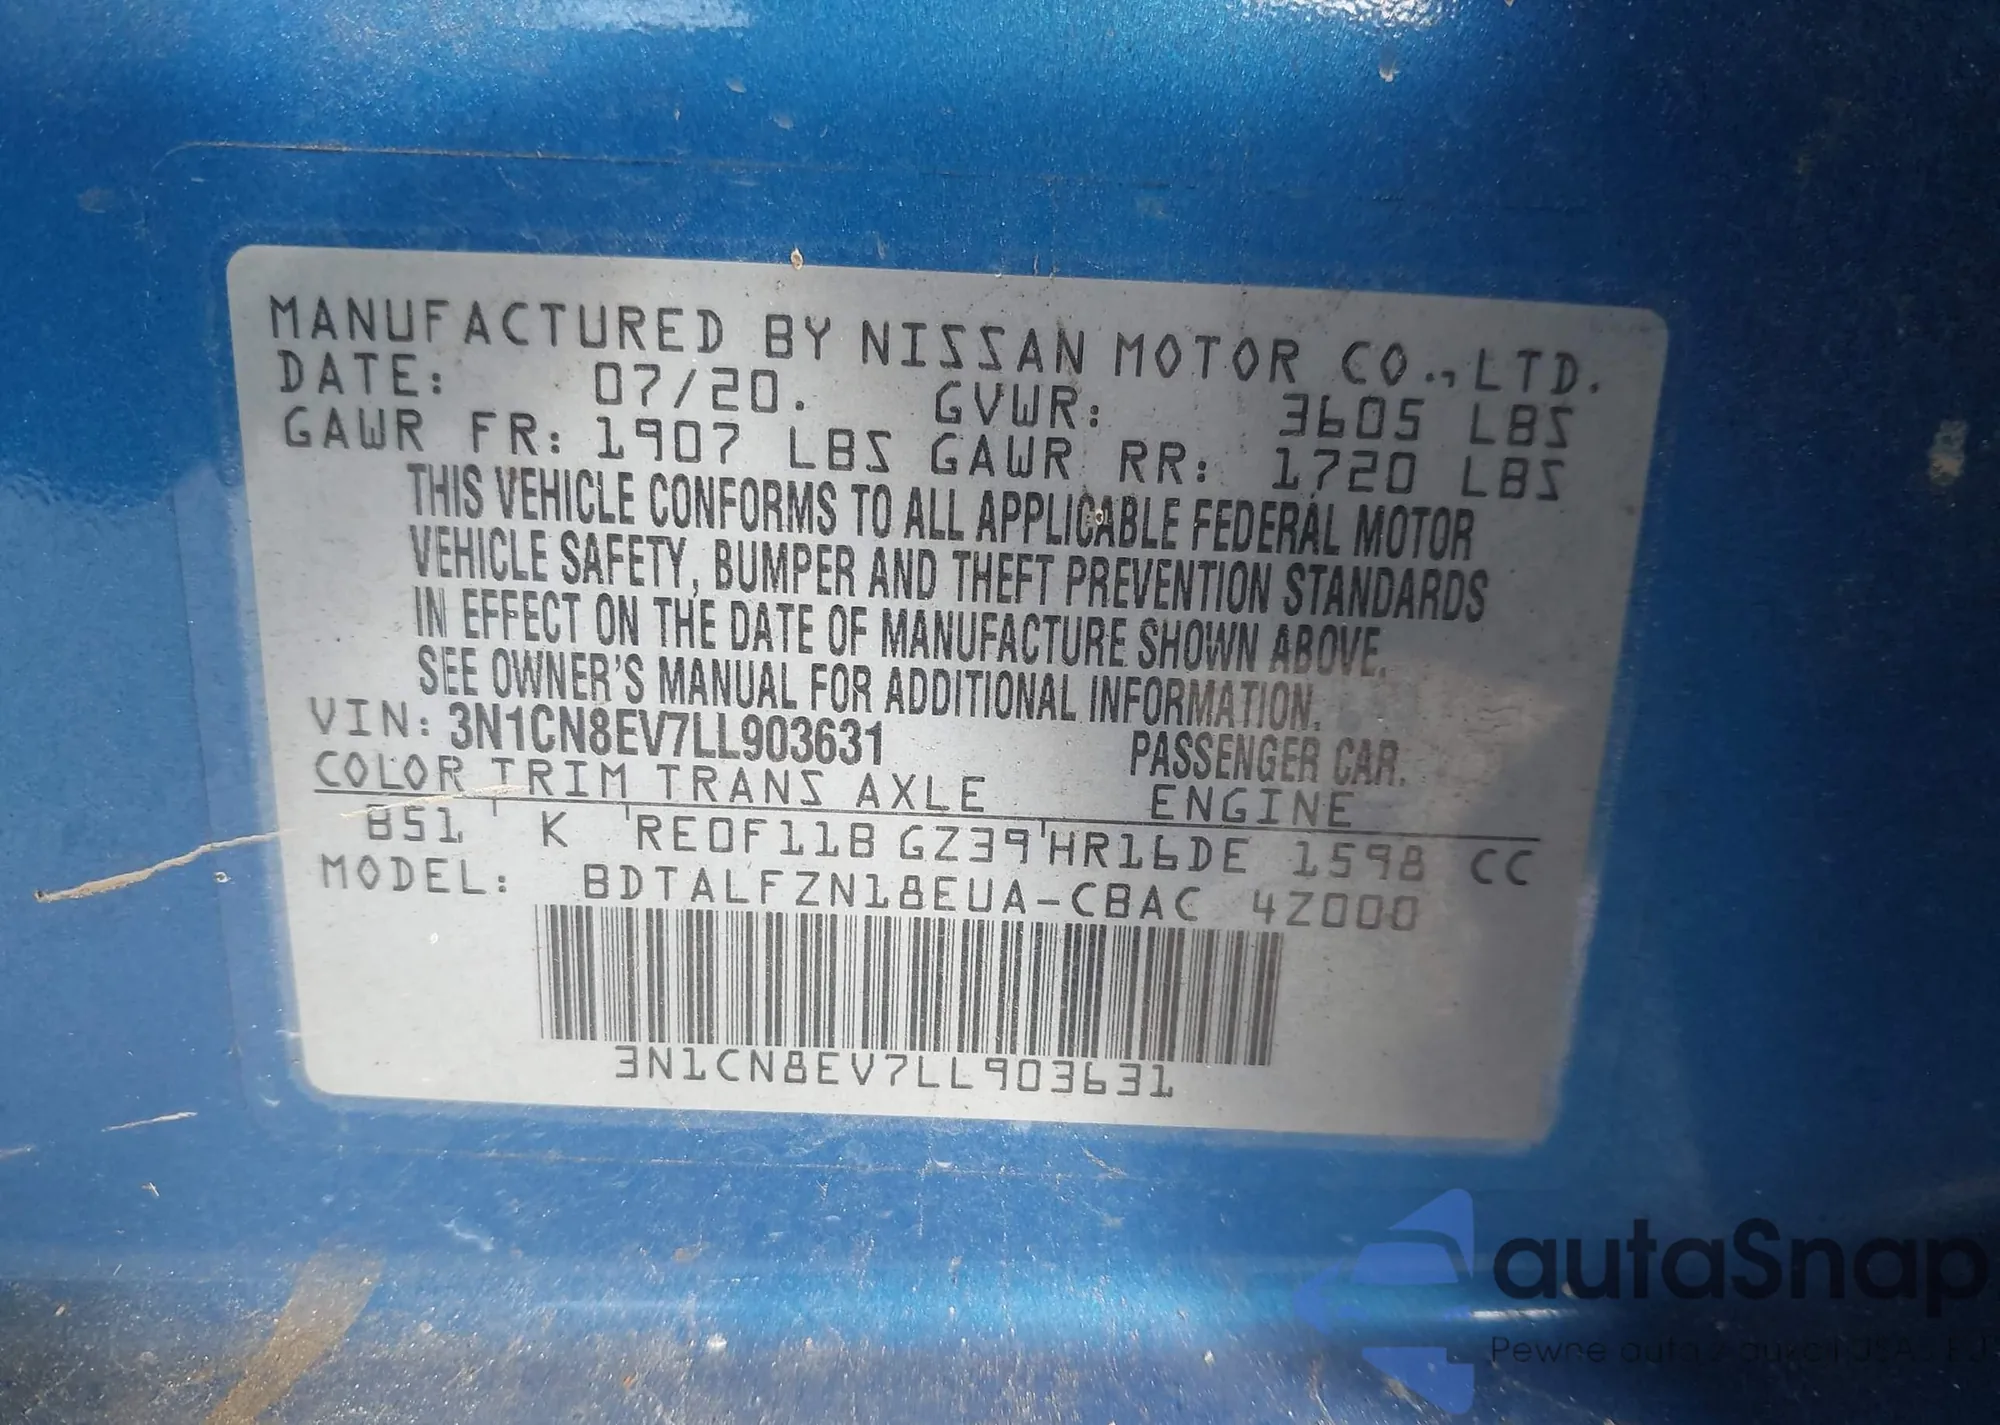 MANUFACTURED BY NISSAN MOTOR CO., LTD.
DATE: 07/20. GVWR: 3605 LBS
GAWR FR: 1907 LBS GAWR RR: 1720 LBS
THIS VEHICLE CONFORMS TO ALL APPLICABLE FEDERAL MOTOR
VEHICLE SAFETY, BUMPER AND THEFT PREVENTION STANDARDS
IN EFFECT ON THE DATE OF MANUFACTURE SHOWN ABOVE.
SEE OWNER'S MANUAL FOR ADDITIONAL INFORMATION.
VIN: 3N1CN8EV7LL903631 PASSENGER CAR.
COLOR TRIM TRANS AXLE ENGINE
B51 K RE0F11B GZ39 HR16DE 1598 CC
MODEL: BDTALFZN18EUA-CBAC 4Z000
3N1CN8EV7LL903631
autaSnap
Pewne auta z